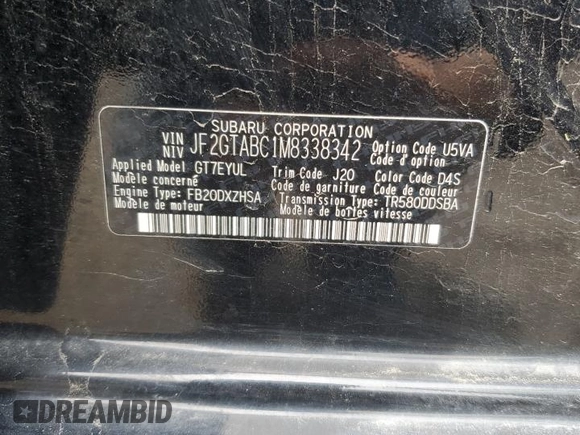 SUBARU CORPORATION
VIN NIV JF2GTABC1M8338342 Option Code U5VA
Code d'option
Applied Model GT7EYUL Trim Code J20 Color Code D4S
Modèle concerné Code de garniture Code de couleur
Engine Type: FB20DXZHSA Transmission Type: TR580DDSBA
Modèle de moteur Modèle de boîtes vitesse
DREAMBID